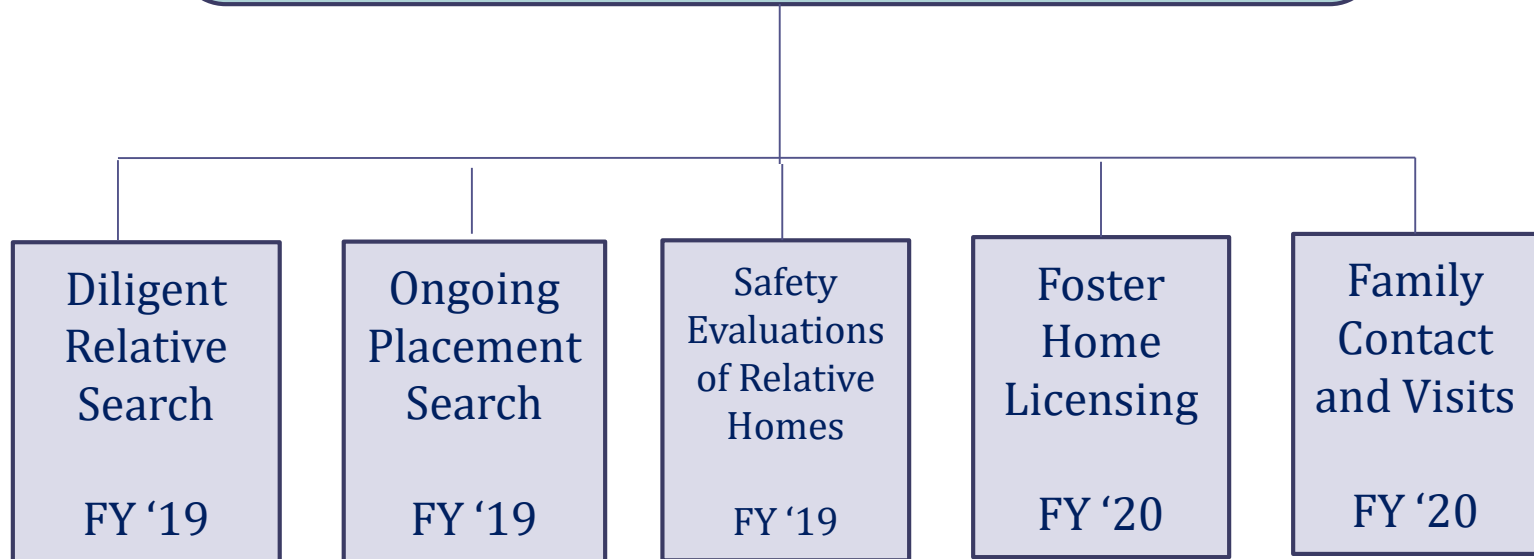 Diligent
Relative
Search
FY ‘19
Ongoing
Placement
Search
FY ‘19
Safety
Evaluations
of Relative
Homes
FY ‘19
Foster
Home
Licensing
FY ‘20
Family
Contact
and Visits
FY ‘20